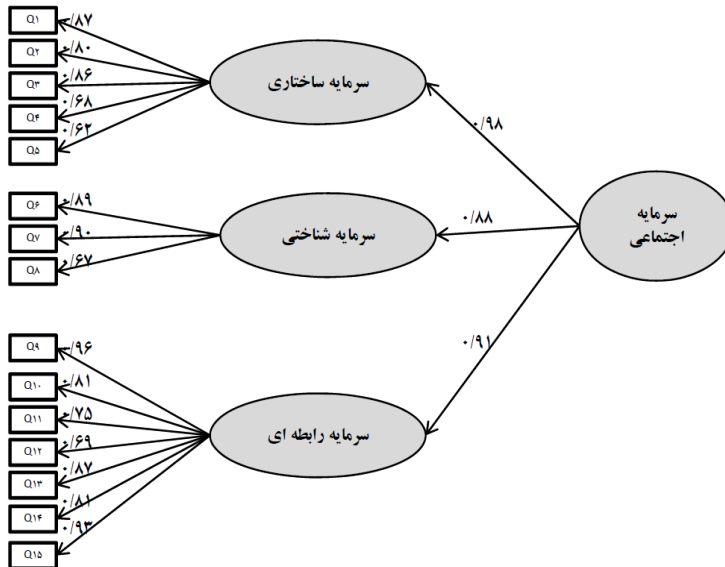 Q۱
۰/۸۷
Q۲
۰/۸۰
Q۳
۰/۸۶
Q۴
۰/۶۸
Q۵
۰/۶۲
سرمایه ساختاری
۰/۹۸
Q۶
۰/۸۹
Q۷
۰/۹۰
Q۸
۰/۶۷
سرمایه شناختی
۰/۸۸
سرمایه
اجتماعی
۰/۹۱
Q۹
۰/۹۶
Q۱۰
۰/۸۱
Q۱۱
۰/۷۵
Q۱۲
۰/۶۹
Q۱۳
۰/۸۷
Q۱۴
۰/۸۱
Q۱۵
۰/۹۳
سرمایه رابطه ای